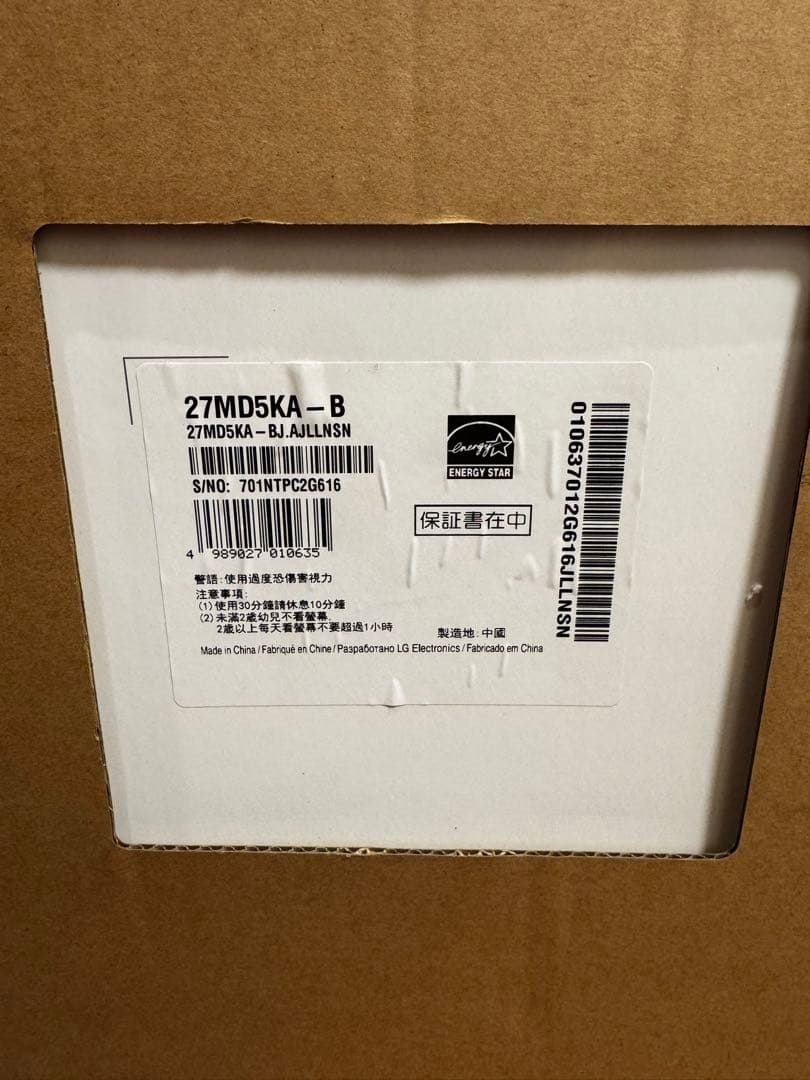 27MD5KA-B
27MD5KA-BJ.AJLLNSN
S/NO: 701NTPC2G616
4 989027 010635
energy
ENERGY STAR
保証書在中
010637012G616JLLNSN
警語:使用過度恐傷害視力
注意事項:
(1)使用30分鐘請休息10分鐘
(2)未滿2歲幼兒不看螢幕,
2歲以上每天看螢幕不要超過1小時
製造地:中國
Made in China / Fabriqué en Chine / Разработано LG Electronics / Fabricado em China